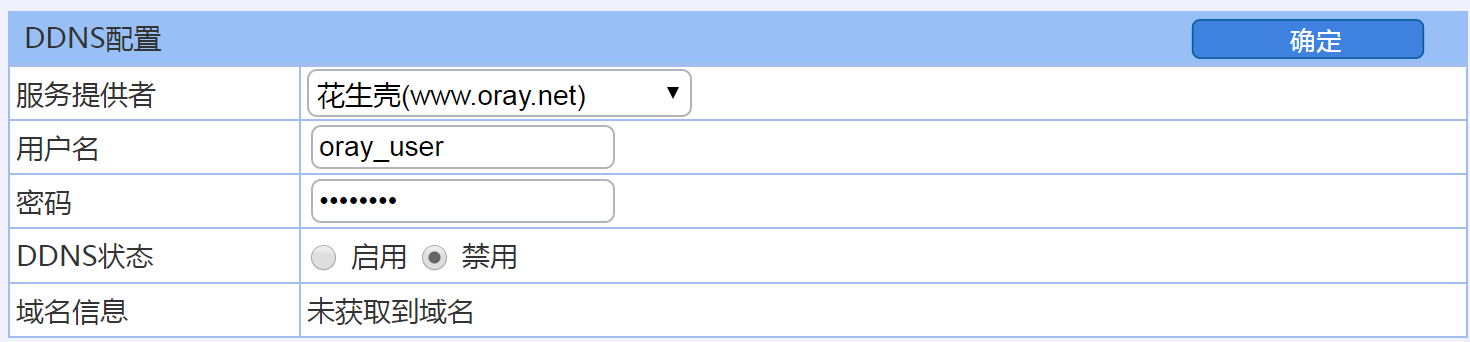 DDNS配置 确定
服务提供者 花生壳(www.oray.net)
用户名 oray_user
密码 ••••••••
DDNS状态 启用 禁用
域名信息 未获取到域名